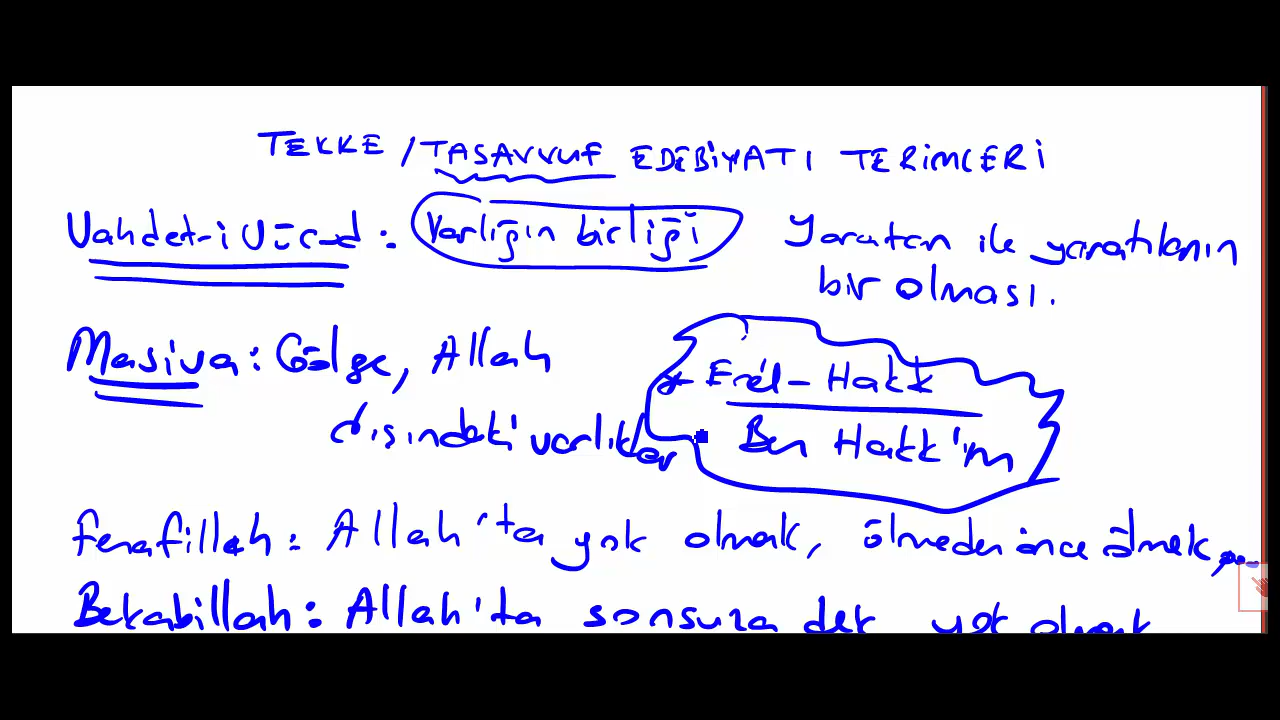 TEKKE / TASAVVUF EDEBİYATI TERİMLERİ
Vahdet-i Vücud : Varlığın birliği Yaratan ile yaratılanın
bir olması.
Masiva : Gölge, Allah
dışındaki varlıklar
* Enel-Hakk
Ben Hakk'ım
Fenafillah : Allah'ta yok olmak, ölmeden önce ölmek,
Bekabillah : Allah'ta sonsuza dek yok olmak